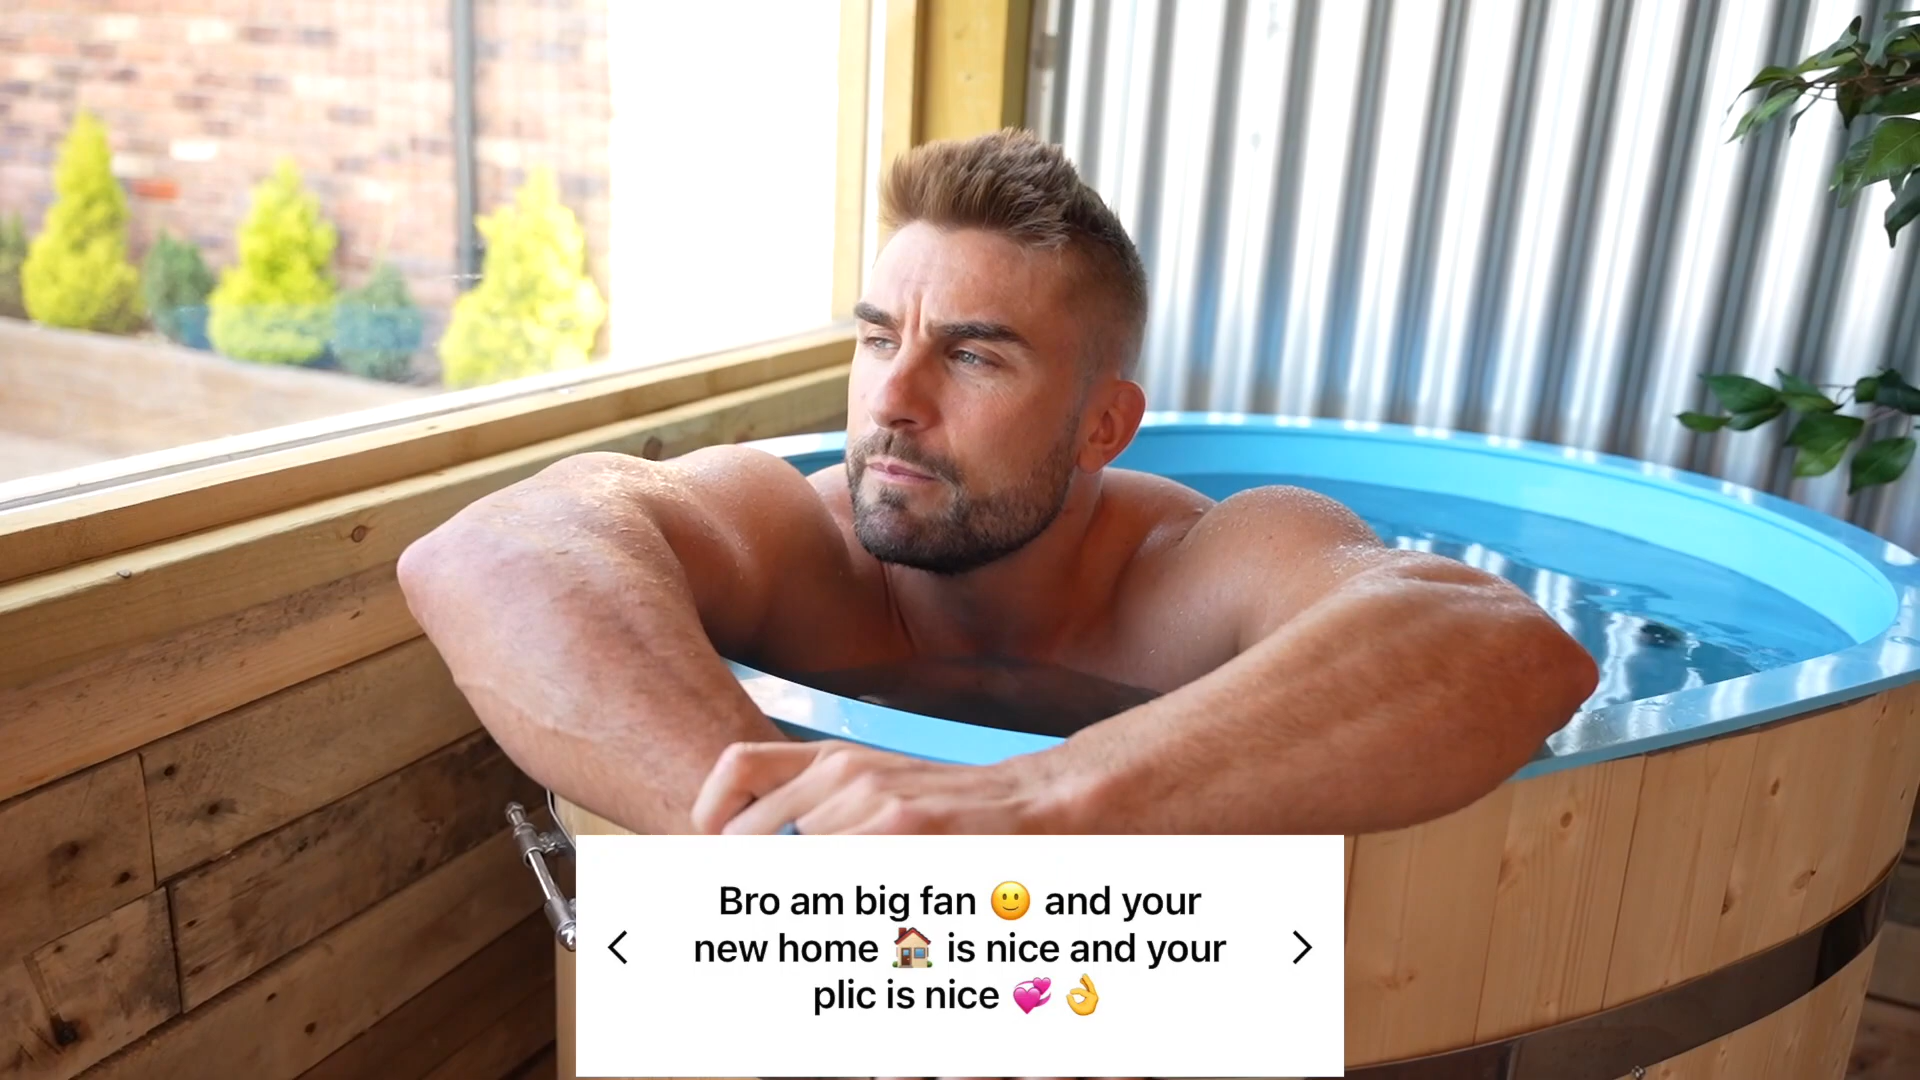 Bro am big fan 🙂 and your
new home 🏠 is nice and your
plic is nice 💞 👌